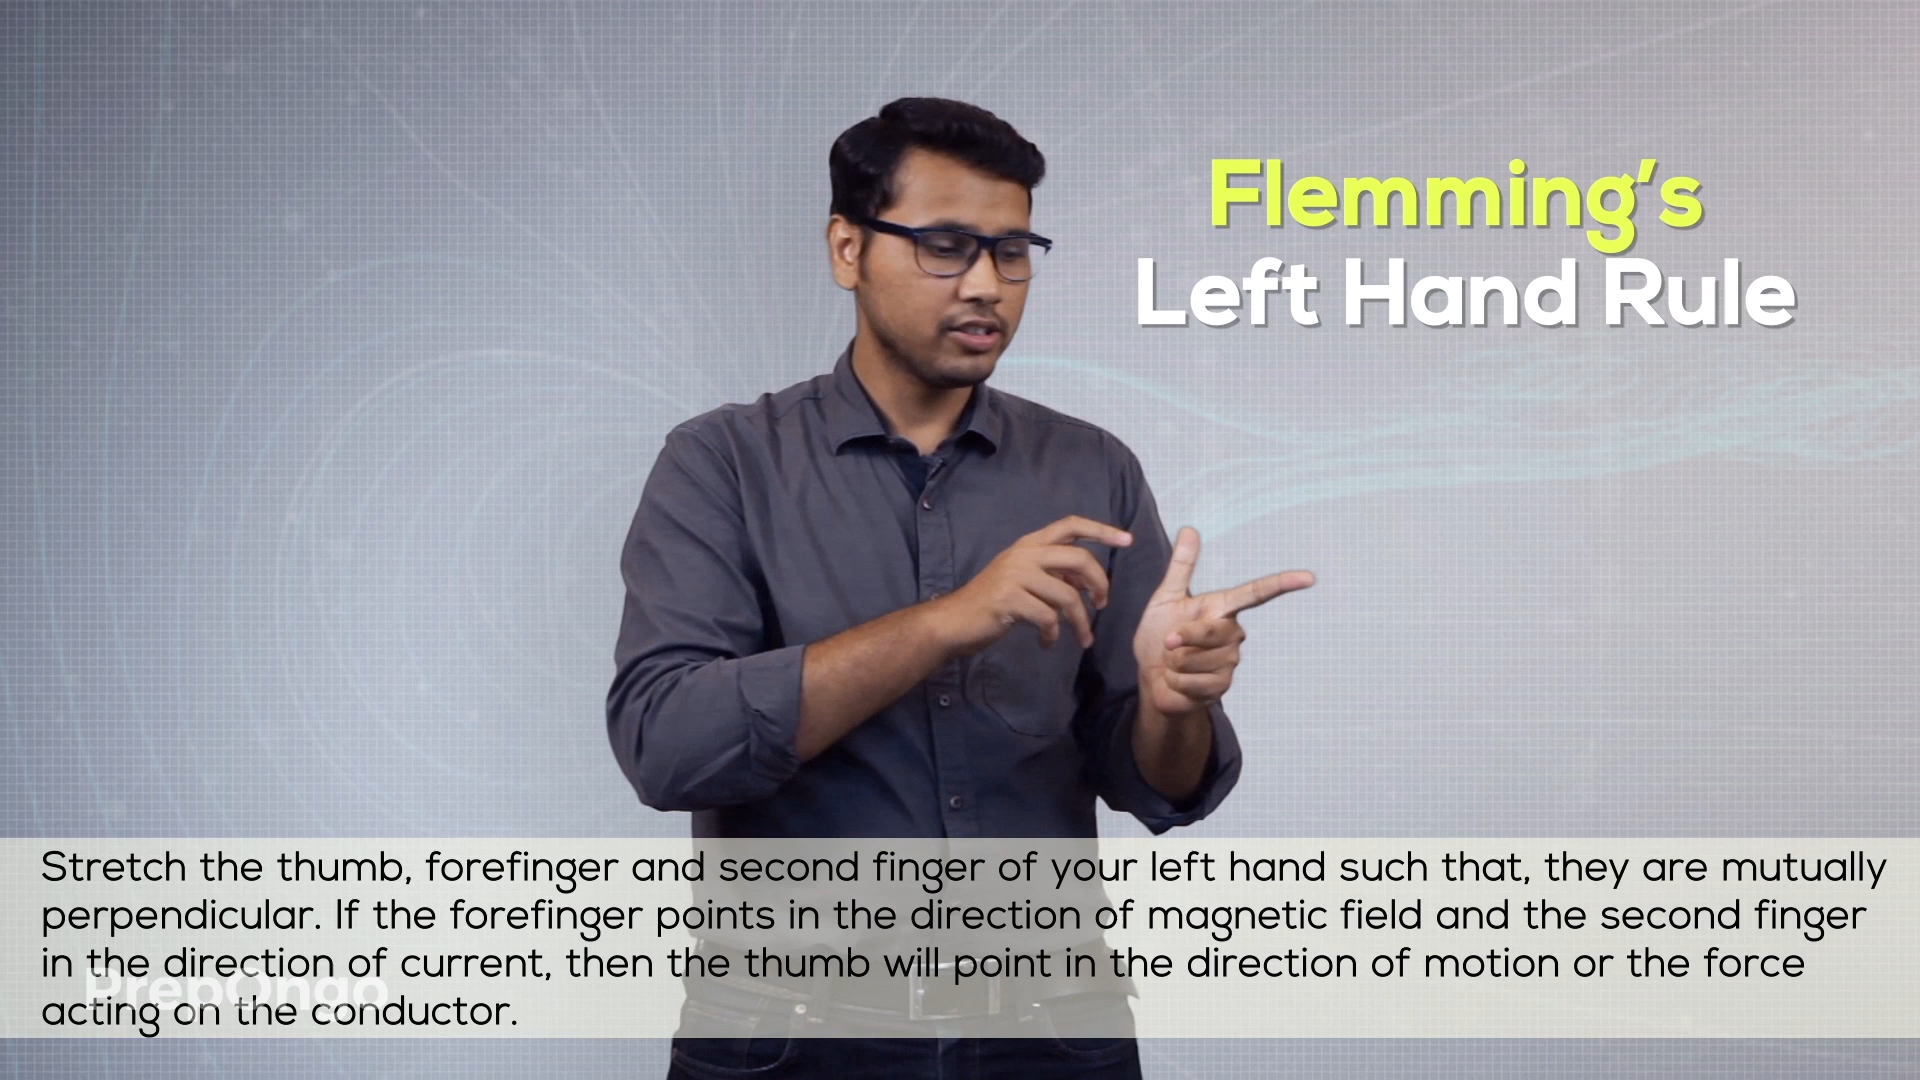 Flemming's
Left Hand Rule
Stretch the thumb, forefinger and second finger of your left hand such that, they are mutually
perpendicular. If the forefinger points in the direction of magnetic field and the second finger
in the direction of current, then the thumb will point in the direction of motion or the force
acting on the conductor.
PrepOngo